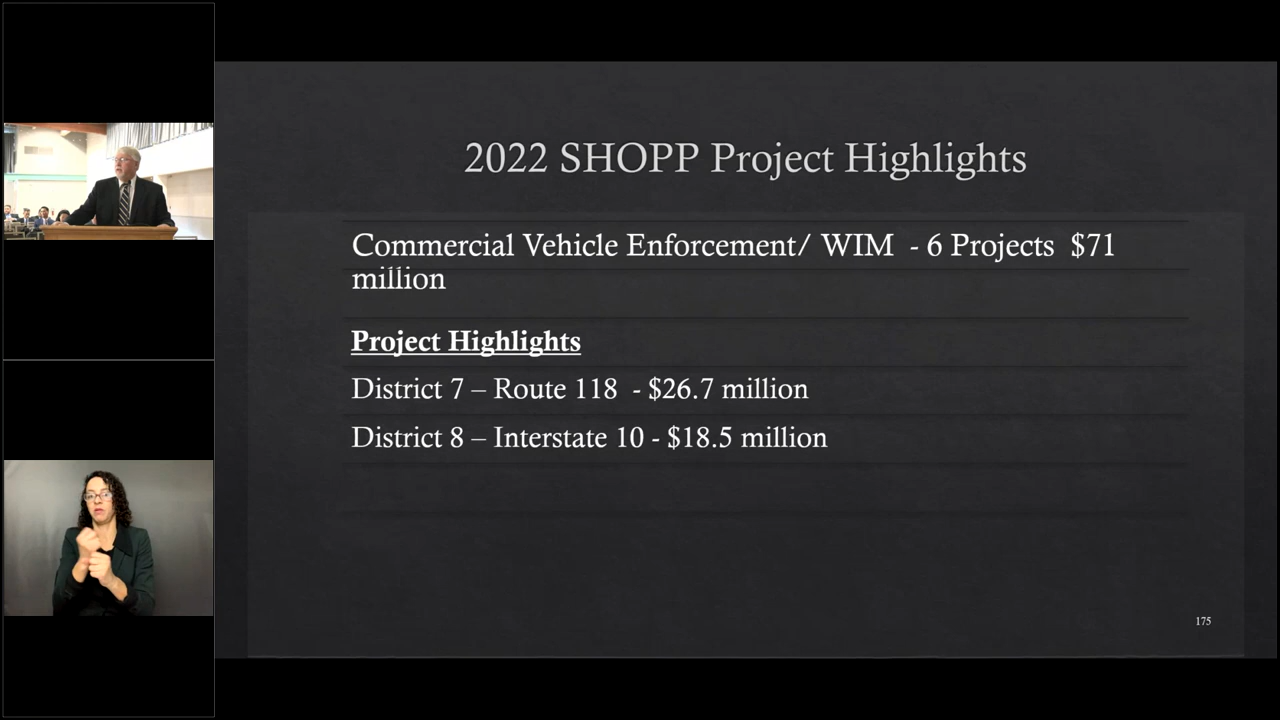 2022 SHOPP Project Highlights
Commercial Vehicle Enforcement/ WIM - 6 Projects $71
million
Project Highlights
District 7 – Route 118 - $26.7 million
District 8 – Interstate 10 - $18.5 million
175